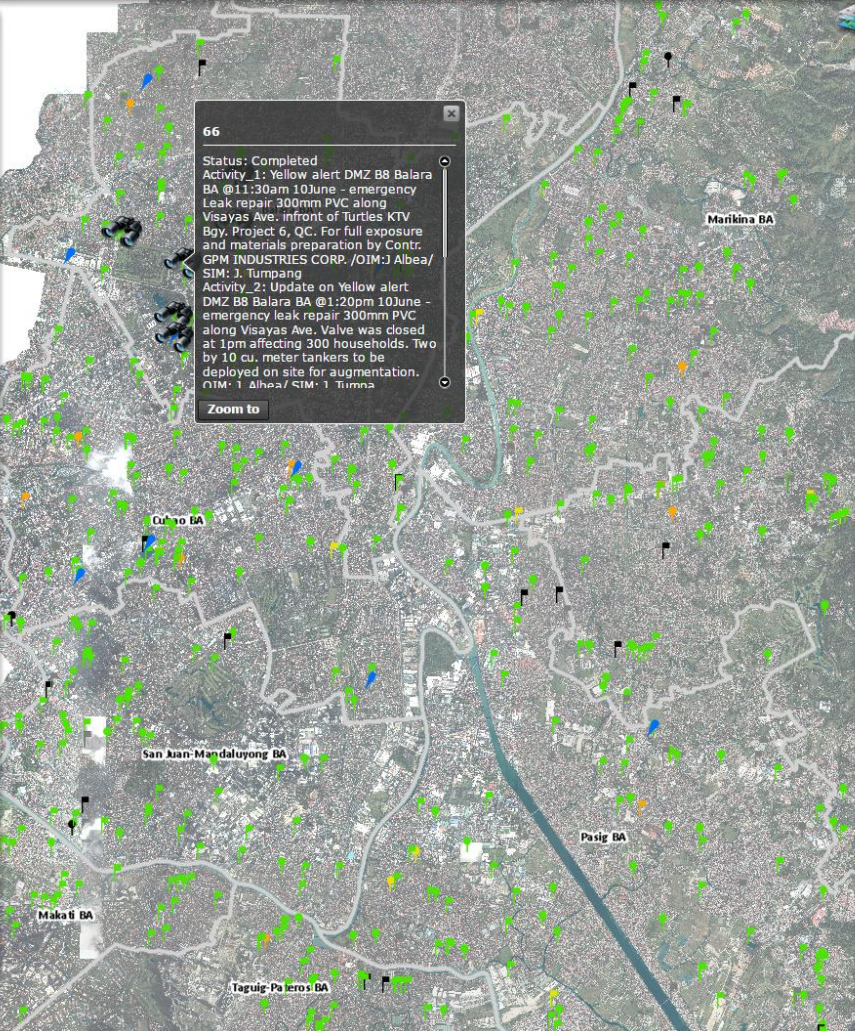 66
Status: Completed
Activity_1: Yellow alert DMZ B8 Balara
BA @11:30am 10June - emergency
Leak repair 300mm PVC along
Visayas Ave. infront of Turtles KTV
Bgy. Project 6, QC. For full exposure
and materials preparation by Contr.
GPM INDUSTRIES CORP. /OIM:J Albea/
SIM: J. Tumpang
Activity_2: Update on Yellow alert
DMZ B8 Balara BA @1:20pm 10June -
emergency leak repair 300mm PVC
along Visayas Ave. Valve was closed
at 1pm affecting 300 households. Two
by 10 cu. meter tankers to be
deployed on site for augmentation.
OIM: J. Albea/ SIM: J. Tumpa
Zoom to
Marikina BA
Cubao BA
San Juan-Mandaluyong BA
Pasig BA
Makati BA
Taguig-Pateros BA